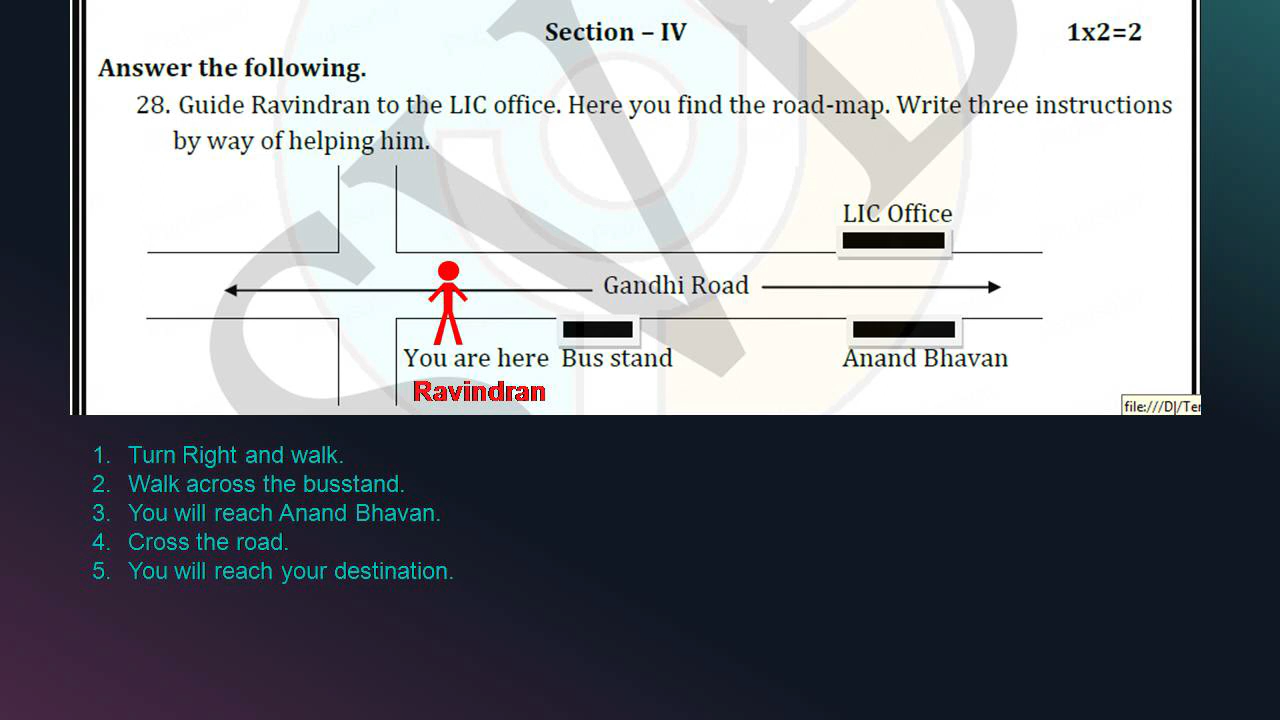 Section – IV 1x2=2
Answer the following.
28. Guide Ravindran to the LIC office. Here you find the road-map. Write three instructions
by way of helping him.
LIC Office
Gandhi Road
You are here Bus stand Anand Bhavan
Ravindran
file:///D|/Ter
1. Turn Right and walk.
2. Walk across the busstand.
3. You will reach Anand Bhavan.
4. Cross the road.
5. You will reach your destination.